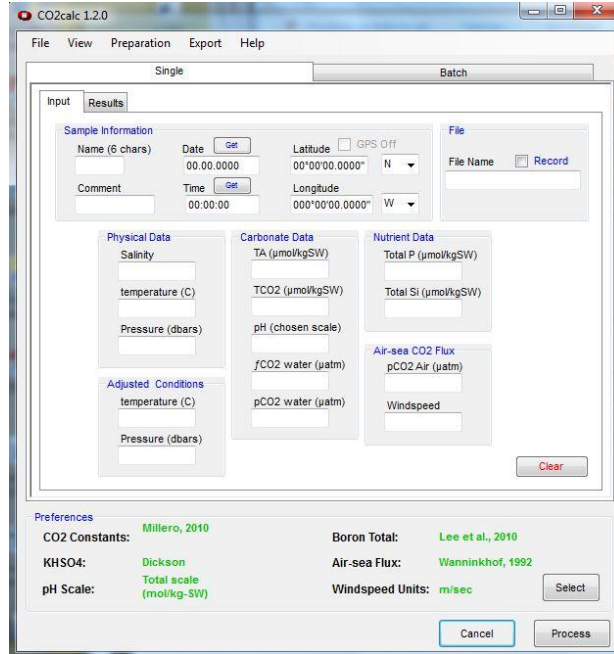 CO2calc 1.2.0
File View Preparation Export Help
Single Batch
Input Results
Sample Information
Name (6 chars) Date Get Latitude GPS Off
00.00.0000 00°00'00.0000" N
Comment Time Get Longitude
00:00:00 000°00'00.0000" W
File
File Name Record
Physical Data
Salinity
temperature (C)
Pressure (dbars)
Adjusted Conditions
temperature (C)
Pressure (dbars)
Carbonate Data
TA (µmol/kgSW)
TCO2 (µmol/kgSW)
pH (chosen scale)
ƒCO2 water (µatm)
pCO2 water (µatm)
Nutrient Data
Total P (µmol/kgSW)
Total Si (µmol/kgSW)
Air-sea CO2 Flux
pCO2 Air (µatm)
Windspeed
Clear
Preferences
CO2 Constants: Millero, 2010 Boron Total: Lee et al., 2010
KHSO4: Dickson Air-sea Flux: Wanninkhof, 1992
pH Scale: Total scale (mol/kg-SW) Windspeed Units: m/sec Select
Cancel Process